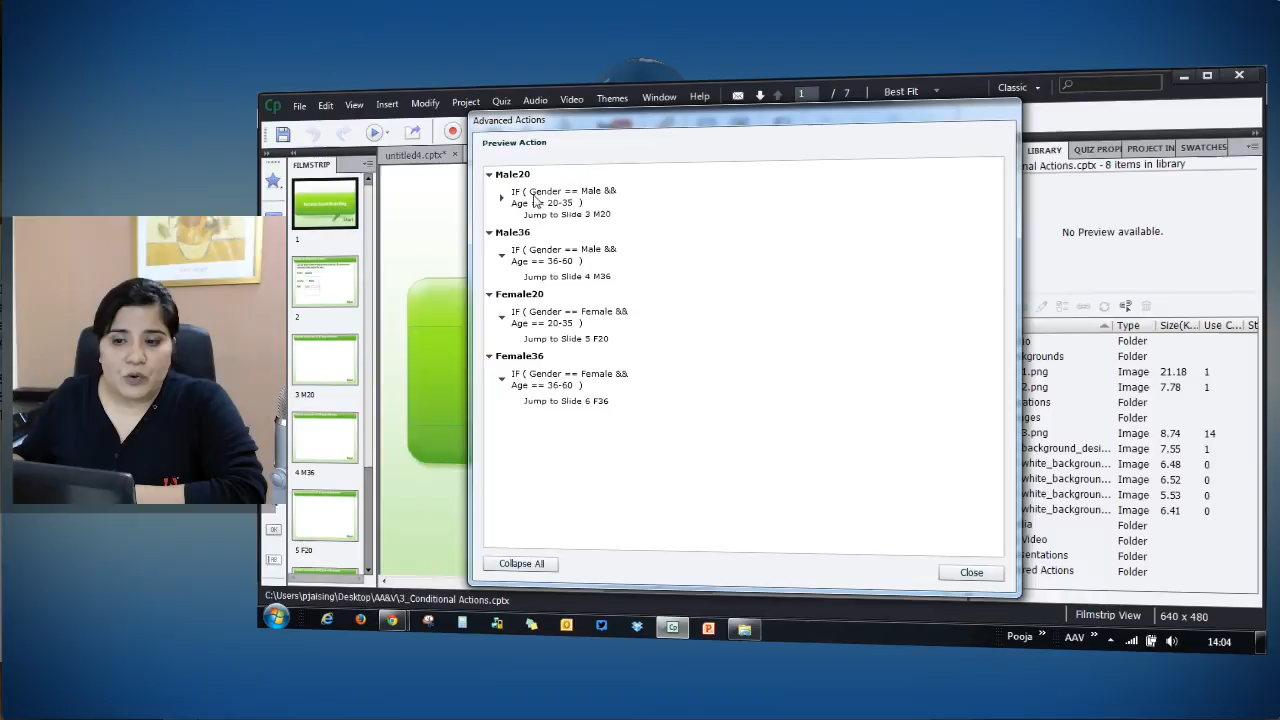 Cp File Edit View Insert Modify Project Quiz Audio Video Themes Window Help 1 / 7 Best Fit Classic
untitled4.cptx* ×
FILMSTRIP
1
2
3 M20
4 M36
5 F20
Advanced Actions
Preview Action
Male20
IF ( Gender == Male &&
Age == 20-35 )
Jump to Slide 3 M20
Male36
IF ( Gender == Male &&
Age == 36-60 )
Jump to Slide 4 M36
Female20
IF ( Gender == Female &&
Age == 20-35 )
Jump to Slide 5 F20
Female36
IF ( Gender == Female &&
Age == 36-60 )
Jump to Slide 6 F36
Collapse All
Close
LIBRARY QUIZ PROPI PROJECT IN SWATCHES
nal Actions.cptx - 8 items in library
No Preview available.
Type Size(K... Use C... St
io Folder
kgrounds Folder
1.png Image 21.18 1
2.png Image 7.78 1
ations Folder
ges Folder
3.png Image 8.74 14
background_desi... Image 7.55 1
white_backgroun... Image 6.48 0
white_backgroun... Image 6.52 0
white_backgroun... Image 5.53 0
white_backgroun... Image 6.41 0
dia Folder
Video Folder
sentations Folder
red Actions Folder
C:\Users\pjaising\Desktop\AA&V\3_Conditional Actions.cptx
Filmstrip View 640 x 480
Pooja » AAV » 14:04